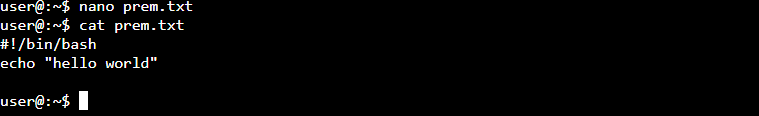 user@:~$ nano prem.txt
user@:~$ cat prem.txt
#!/bin/bash
echo "hello world"
user@:~$